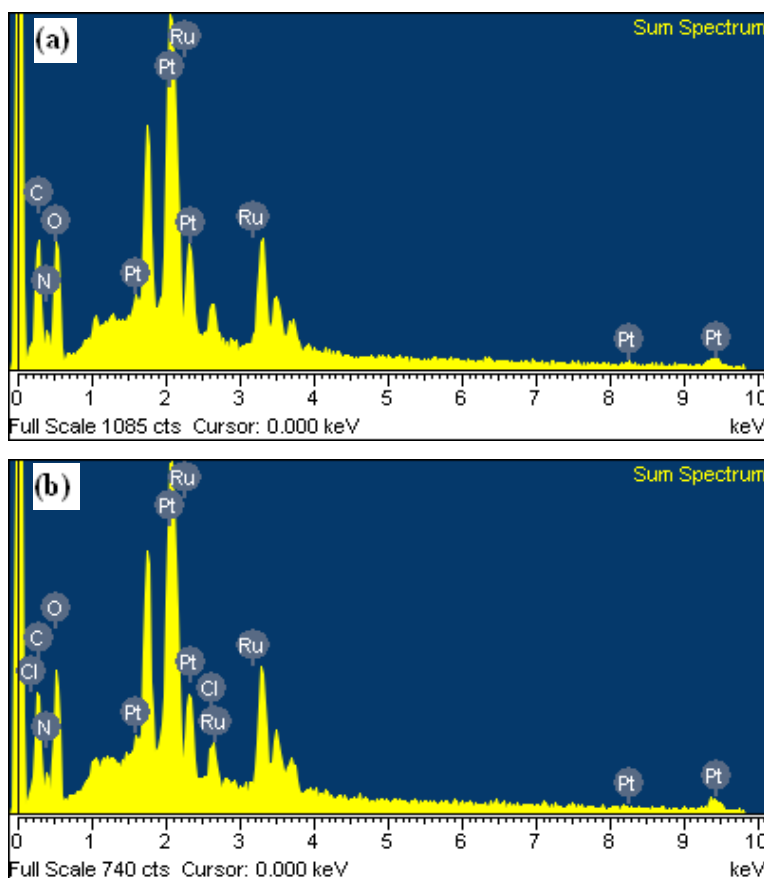 (a)
Sum Spectrum
Ru
Pt
C
O
Pt
Ru
N
Pt
Pt
Pt
0 1 2 3 4 5 6 7 8 9 10
Full Scale 1085 cts Cursor: 0.000 keV
keV
(b)
Sum Spectrum
Ru
Pt
O
C
Ru
Cl
Pt
Cl
N
Pt
Ru
Pt
Pt
0 1 2 3 4 5 6 7 8 9 10
Full Scale 740 cts Cursor: 0.000 keV
keV